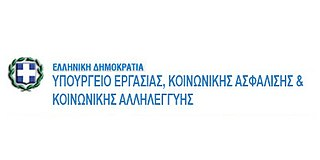 ΕΛΛΗΝΙΚΗ ΔΗΜΟΚΡΑΤΙΑ
ΥΠΟΥΡΓΕΙΟ ΕΡΓΑΣΙΑΣ, ΚΟΙΝΩΝΙΚΗΣ ΑΣΦΑΛΙΣΗΣ &
ΚΟΙΝΩΝΙΚΗΣ ΑΛΛΗΛΕΓΓΥΗΣ